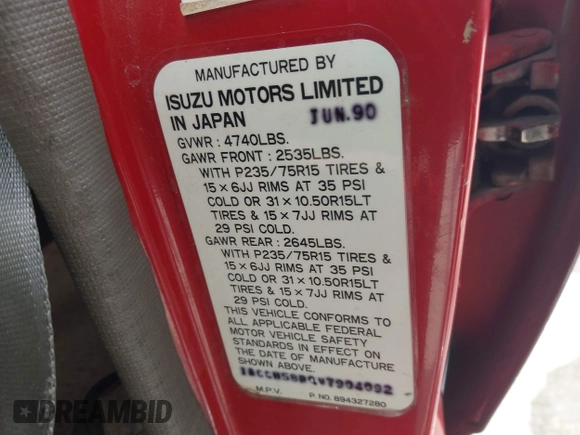 MANUFACTURED BY
ISUZU MOTORS LIMITED
IN JAPAN JUN.90
GVWR : 4740LBS.
GAWR FRONT : 2535LBS.
WITH P235/75R15 TIRES &
15 × 6JJ RIMS AT 35 PSI
COLD OR 31 × 10.50R15LT
TIRES & 15 × 7JJ RIMS AT
29 PSI COLD.
GAWR REAR : 2645LBS.
WITH P235/75R15 TIRES &
15 × 6JJ RIMS AT 35 PSI
COLD OR 31 × 10.50R15LT
TIRES & 15 × 7JJ RIMS AT
29 PSI COLD.
THIS VEHICLE CONFORMS TO
ALL APPLICABLE FEDERAL
MOTOR VEHICLE SAFETY
STANDARDS IN EFFECT ON
THE DATE OF MANUFACTURE
SHOWN ABOVE.
M.P.V. P. NO. 894327280
DREAMBID